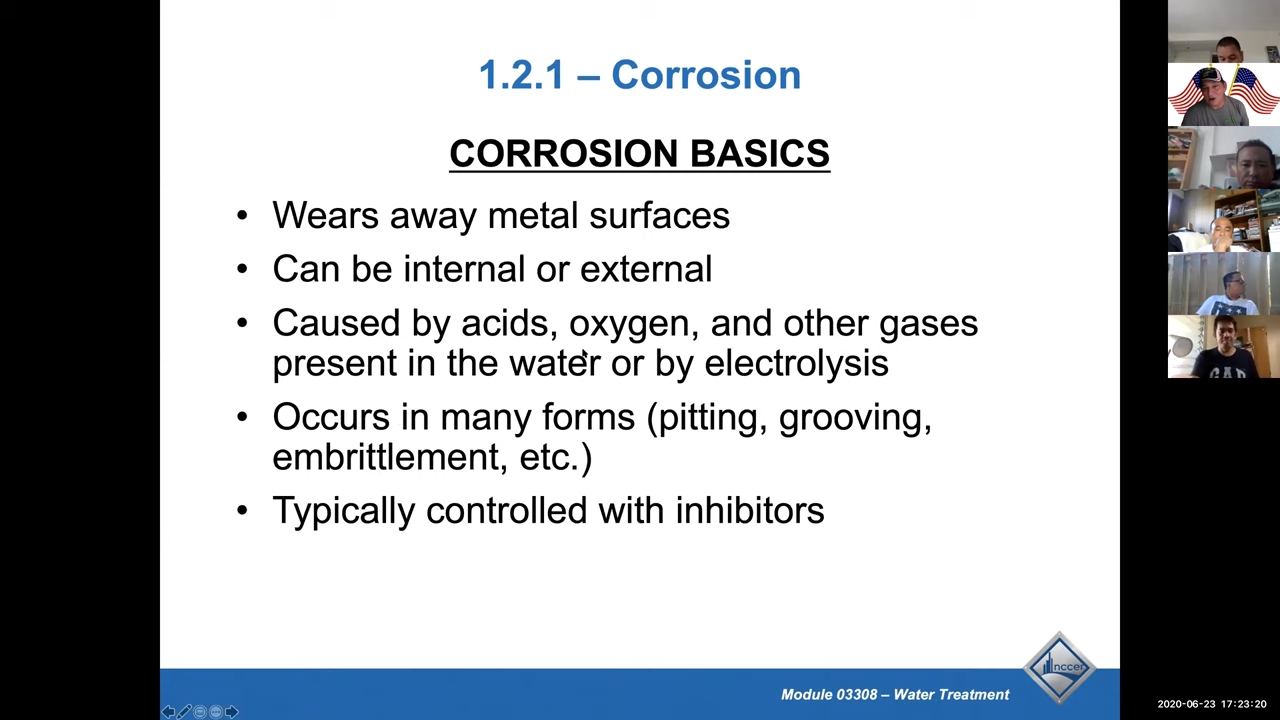 1.2.1 – Corrosion
CORROSION BASICS
• Wears away metal surfaces
• Can be internal or external
• Caused by acids, oxygen, and other gases
present in the water or by electrolysis
• Occurs in many forms (pitting, grooving,
embrittlement, etc.)
• Typically controlled with inhibitors
nccer
Module 03308 – Water Treatment
GAP
2020-06-23 17:23:20